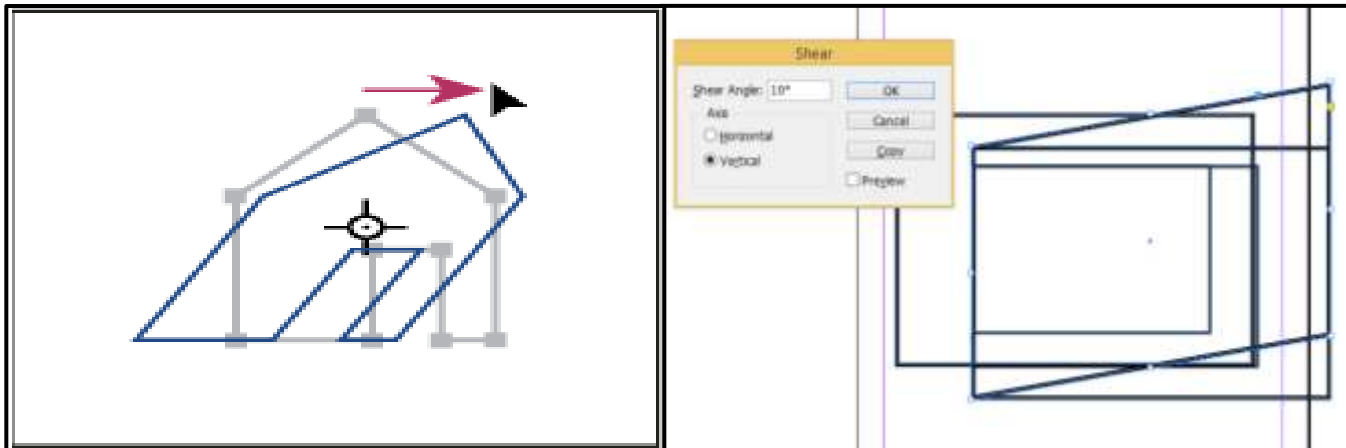 Shear
Shear Angle: 10°
OK
Axis
Cancel
Horizontal
Copy
Vertical
Preview